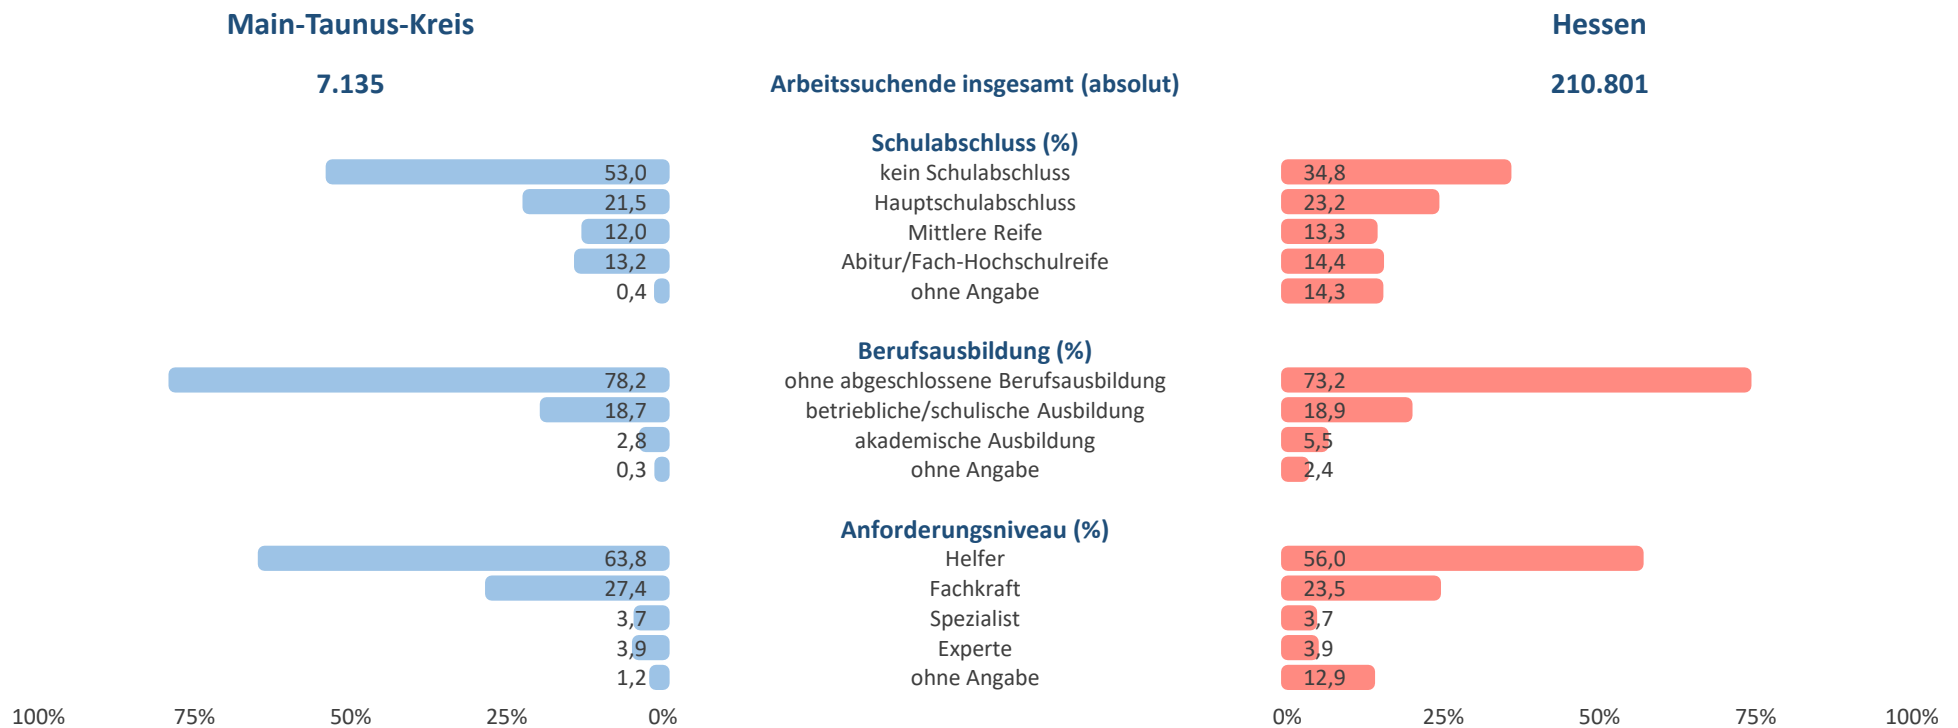 Main-Taunus-Kreis Hessen
7.135 Arbeitssuchende insgesamt (absolut) 210.801
Schulabschluss (%)
53,0 kein Schulabschluss 34,8
21,5 Hauptschulabschluss 23,2
12,0 Mittlere Reife 13,3
13,2 Abitur/Fach-Hochschulreife 14,4
0,4 ohne Angabe 14,3
Berufsausbildung (%)
78,2 ohne abgeschlossene Berufsausbildung 73,2
18,7 betriebliche/schulische Ausbildung 18,9
2,8 akademische Ausbildung 5,5
0,3 ohne Angabe 2,4
Anforderungsniveau (%)
63,8 Helfer 56,0
27,4 Fachkraft 23,5
3,7 Spezialist 3,7
3,9 Experte 3,9
1,2 ohne Angabe 12,9
100% 75% 50% 25% 0% 0% 25% 50% 75% 100%